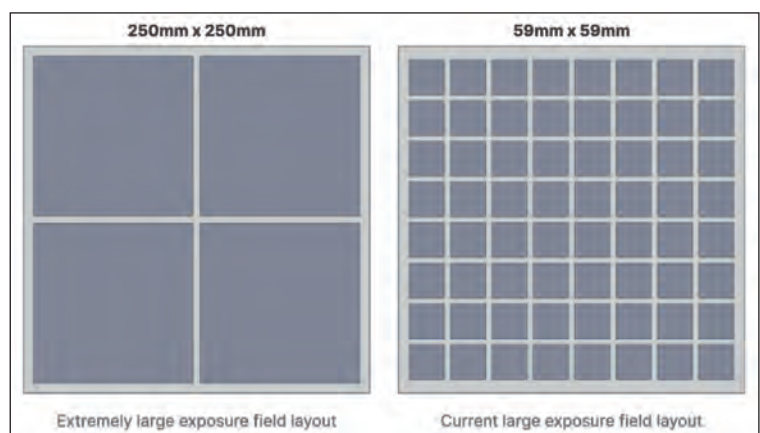 250mm x 250mm
59mm x 59mm
Extremely large exposure field layout
Current large exposure field layout